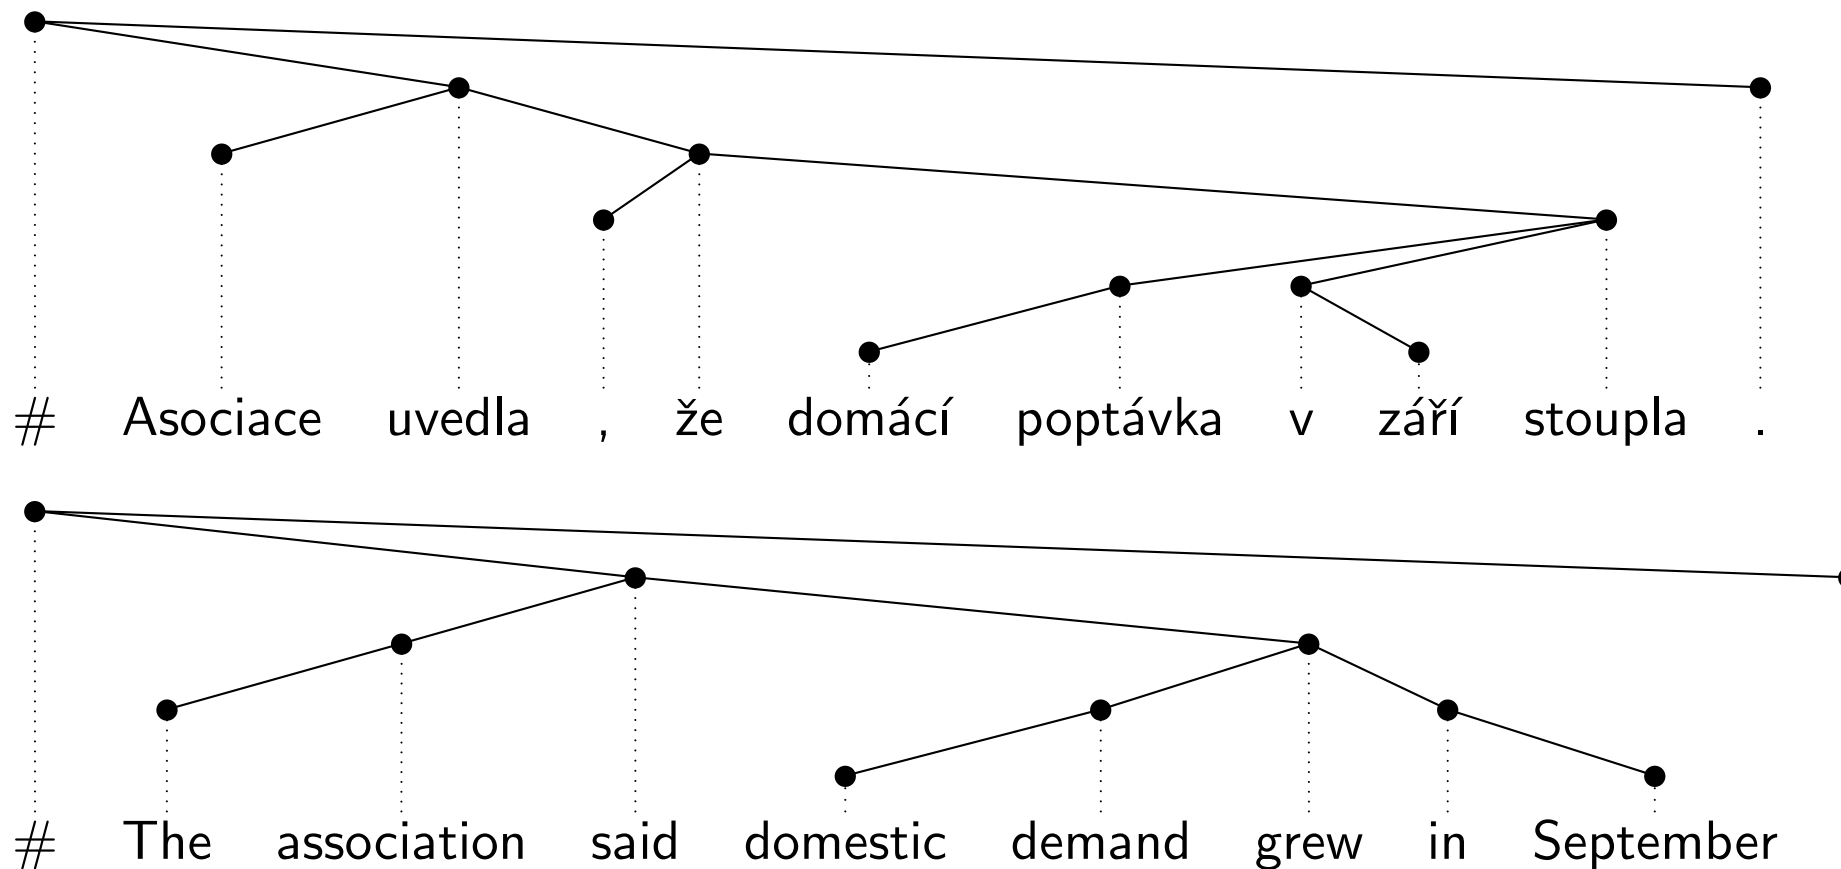 # Asociace uvedla , že domácí poptávka v září stoupla .
# The association said domestic demand grew in September